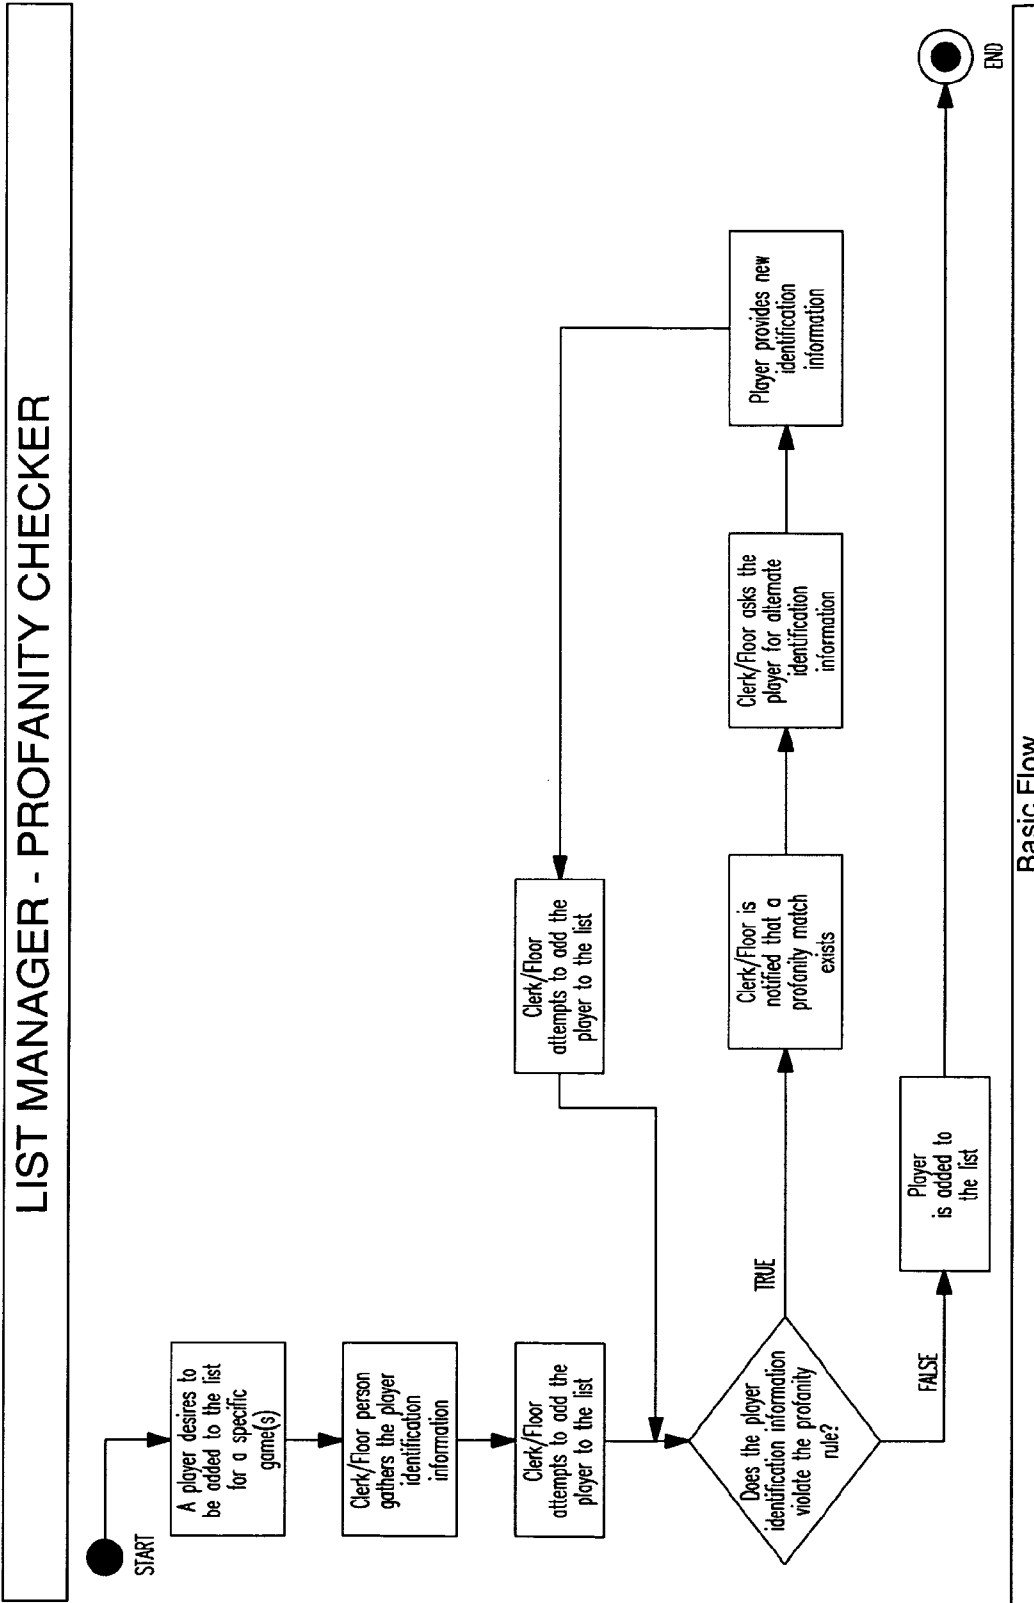 LIST MANAGER - PROFANITY CHECKER
START
A player desires to
be added to the list
for a specific
game(s)
Clerk/Floor person
gathers the player
identification
information
Clerk/Floor
attempts to add the
player to the list
Does the player
identification information
violate the profanity
rule?
TRUE
Clerk/Floor is
notified that a
profanity match
exists
Clerk/Floor asks the
player for alternate
identification
information
Player provides new
identification
information
Clerk/Floor
attempts to add the
player to the list
FALSE
Player
is added to
the list
END
Basic Flow